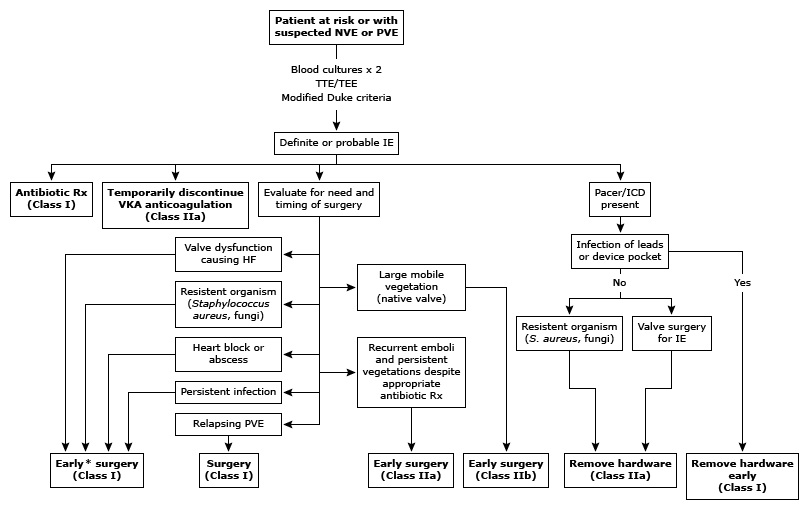 Patient at risk or with
suspected NVE or PVE
Blood cultures x 2
TTE/TEE
Modified Duke criteria
Definite or probable IE
Antibiotic Rx
(Class I)
Temporarily discontinue
VKA anticoagulation
(Class IIa)
Evaluate for need and
timing of surgery
Pacer/ICD
present
Valve dysfunction
causing HF
Infection of leads
or device pocket
Large mobile
vegetation
(native valve)
No
Yes
Resistent organism
(Staphylococcus
aureus, fungi)
Resistent organism
(S. aureus, fungi)
Valve surgery
for IE
Heart block or
abscess
Recurrent emboli
and persistent
vegetations despite
appropriate
antibiotic Rx
Persistent infection
Relapsing PVE
Early* surgery
(Class I)
Surgery
(Class I)
Early surgery
(Class IIa)
Early surgery
(Class IIb)
Remove hardware
(Class IIa)
Remove hardware
early
(Class I)